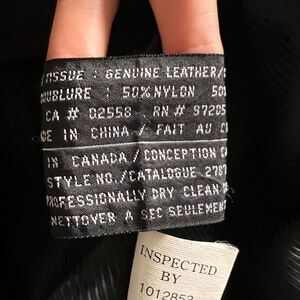 /TISSUE : GENUINE LEATHER/
DOUBLURE : 50% NYLON 50%
CA # 02558 RN # 97205
IN CHINA / FAIT AU
IN CANADA / CONCEPTION
STYLE NO./CATALOGUE 278
PROFESSIONALLY DRY CLEAN
NETTOYER A SEC SEULEMENT
INSPECTED
BY
1012853